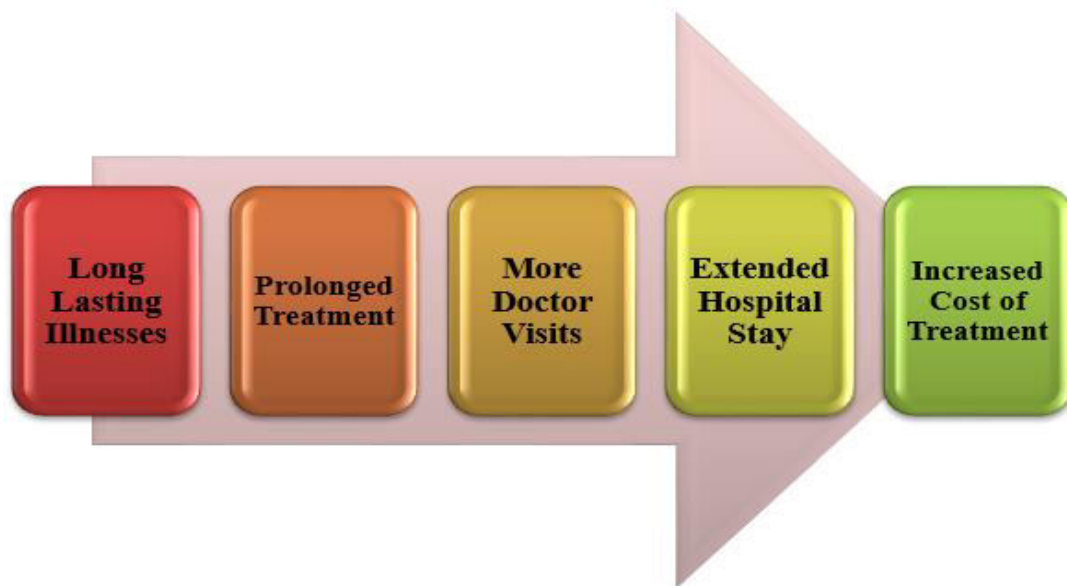 Long
Lasting
Illnesses
Prolonged
Treatment
More
Doctor
Visits
Extended
Hospital
Stay
Increased
Cost of
Treatment